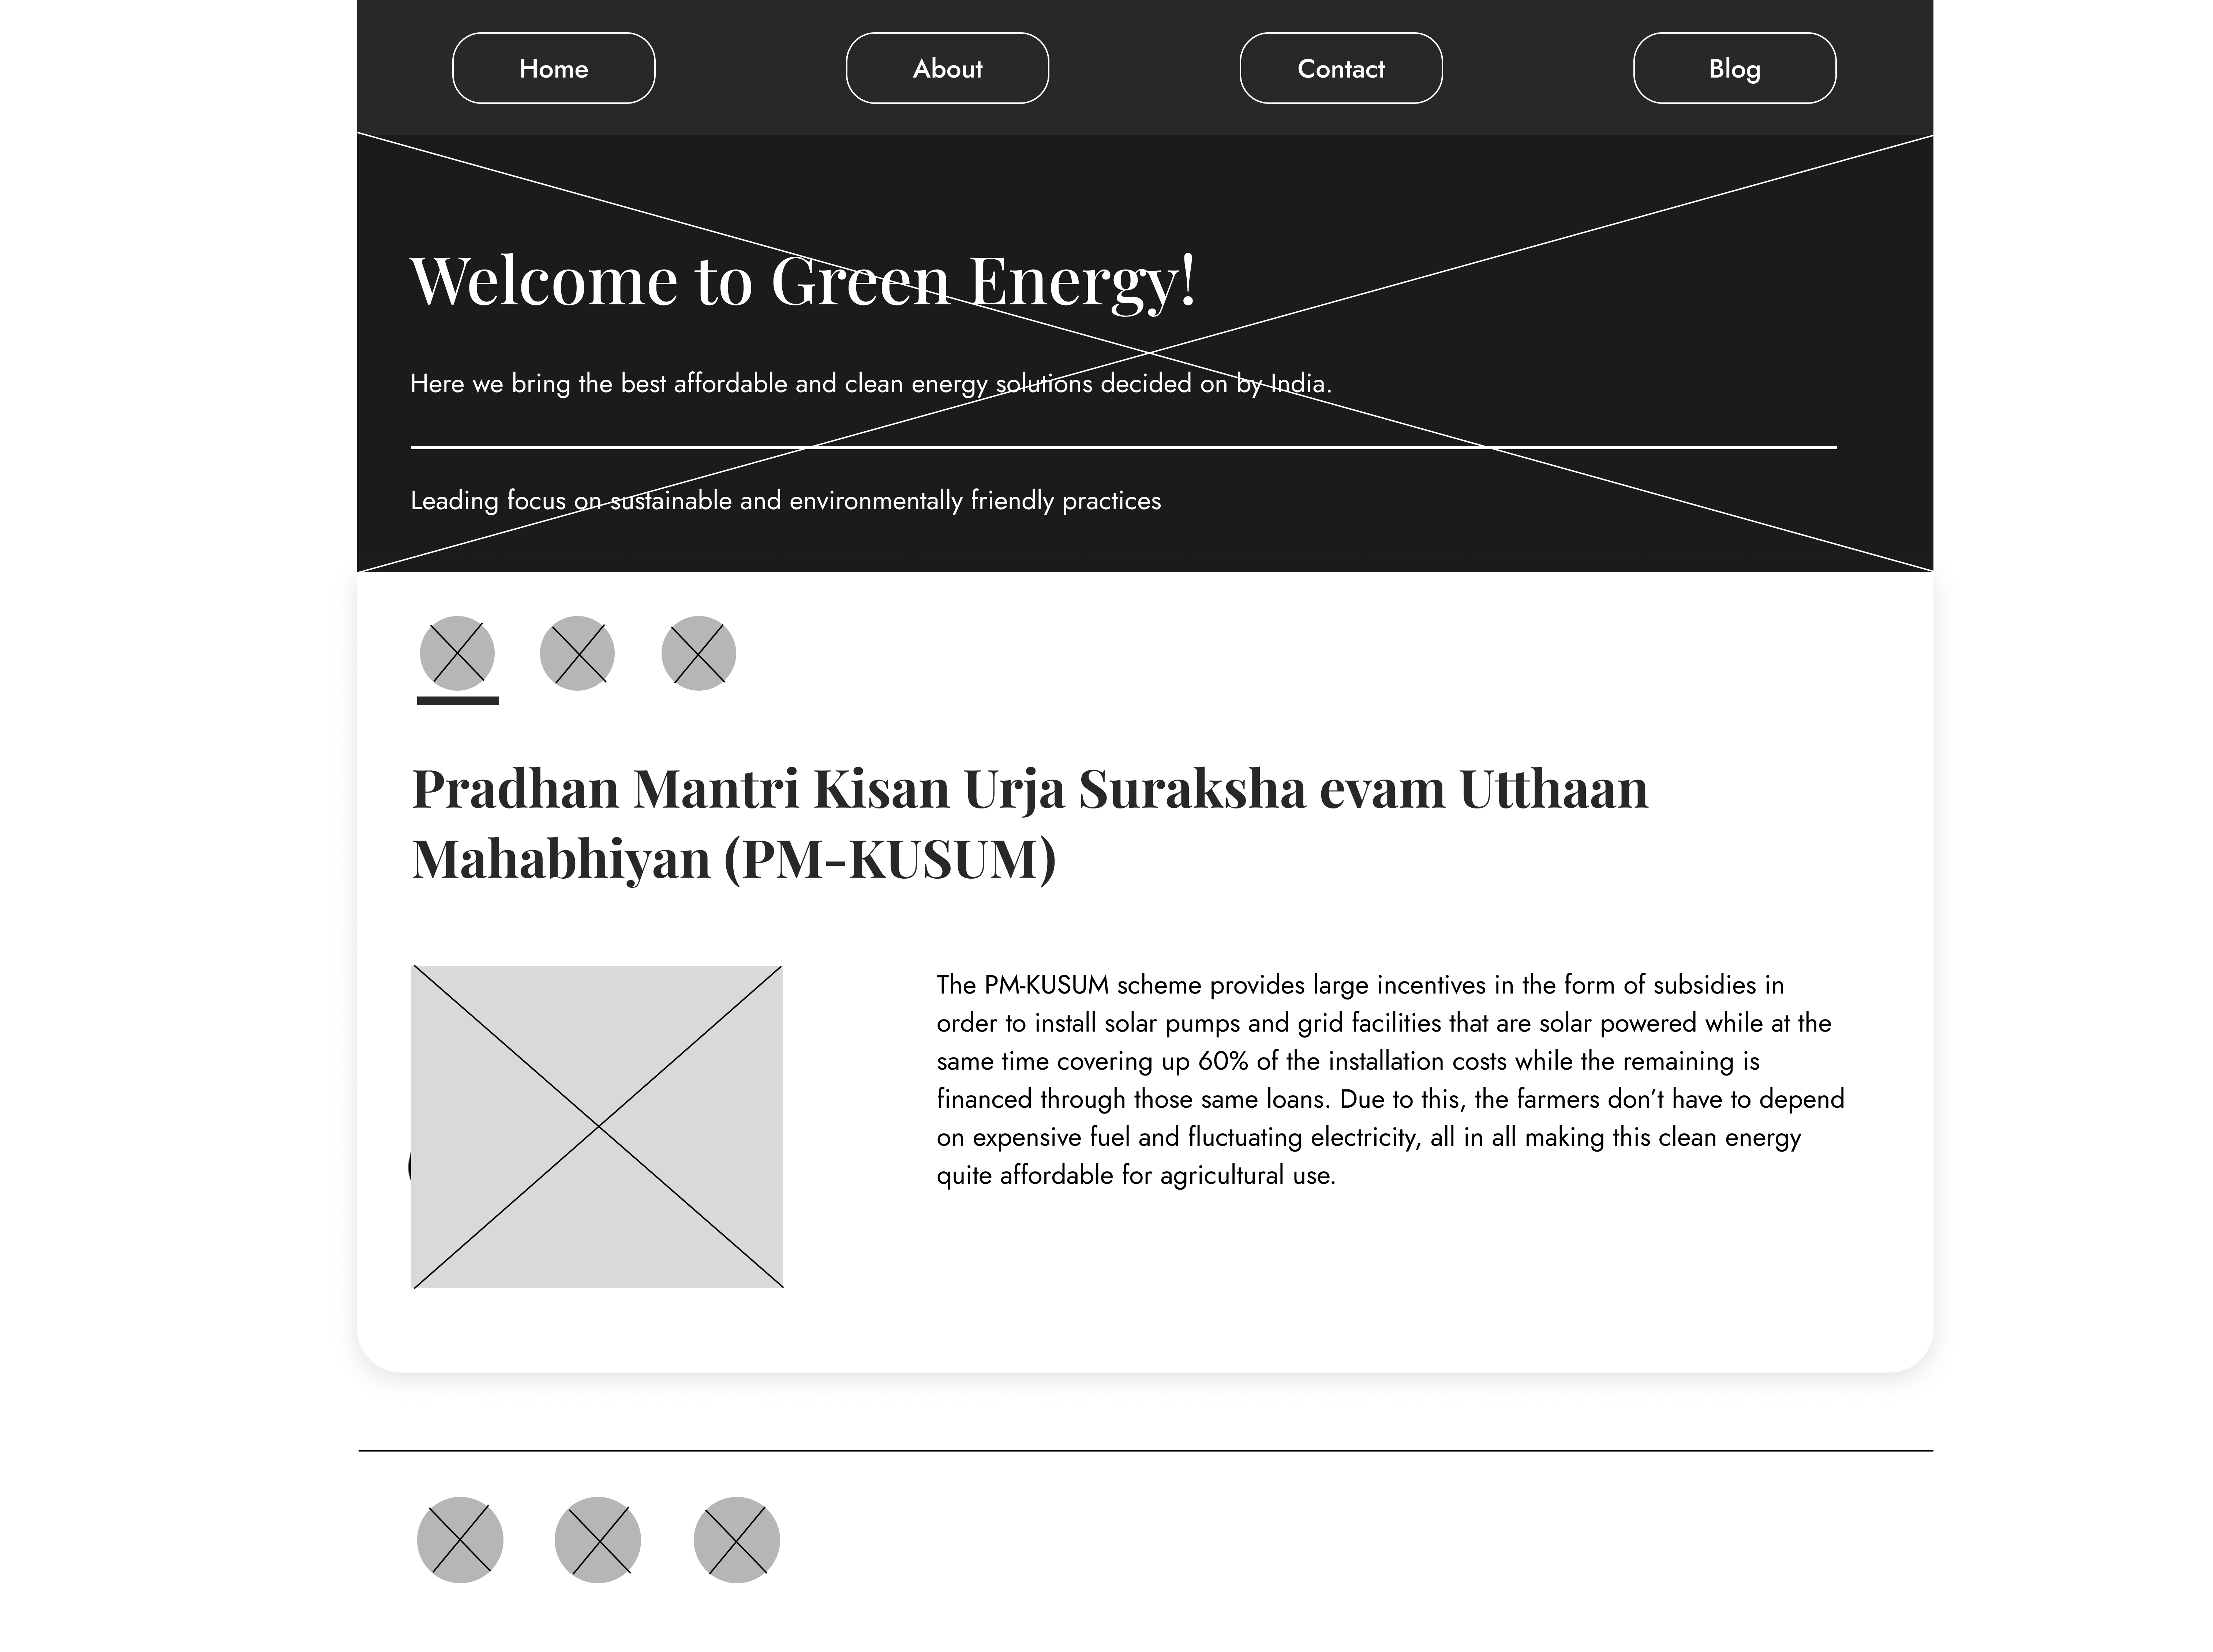 Home
About
Contact
Blog
Welcome to Green Energy!
Here we bring the best affordable and clean energy solutions decided on by India.
Leading focus on sustainable and environmentally friendly practices
Pradhan Mantri Kisan Urja Suraksha evam Utthaan
Mahabhiyan (PM-KUSUM)
The PM-KUSUM scheme provides large incentives in the form of subsidies in
order to install solar pumps and grid facilities that are solar powered while at the
same time covering up 60% of the installation costs while the remaining is
financed through those same loans. Due to this, the farmers don’t have to depend
on expensive fuel and fluctuating electricity, all in all making this clean energy
quite affordable for agricultural use.